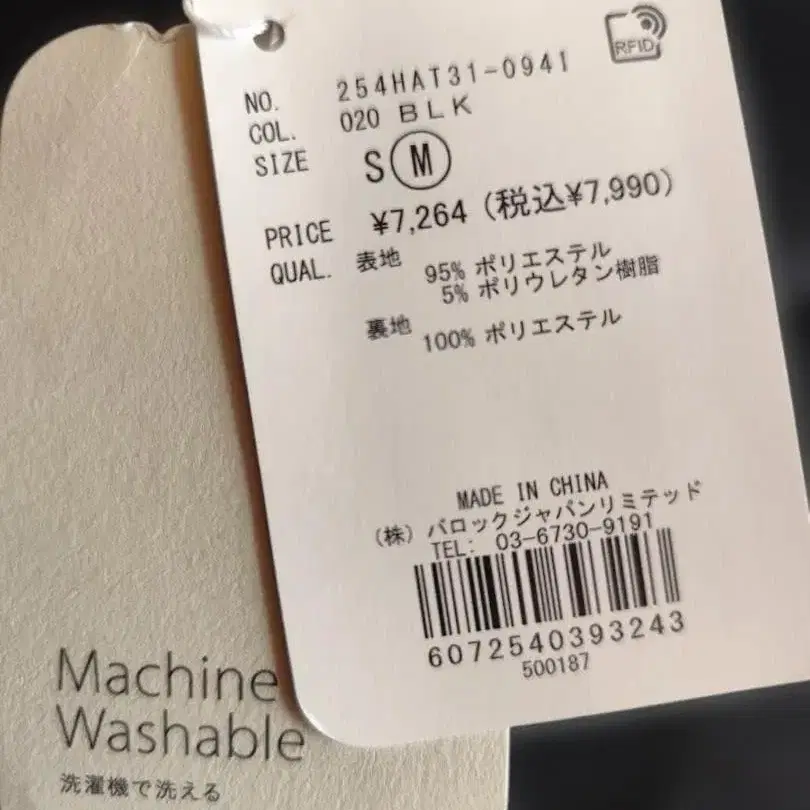 RFID
NO. 254HAT31-0941
COL. 020 BLK
SIZE S M
PRICE ¥7,264 (税込¥7,990)
QUAL. 表地 95% ポリエステル
5% ポリウレタン樹脂
裏地 100% ポリエステル
MADE IN CHINA
(株) バロックジャパンリミテッド
TEL: 03-6730-9191
6072540393243
500187
Machine
Washable
洗濯機で洗える